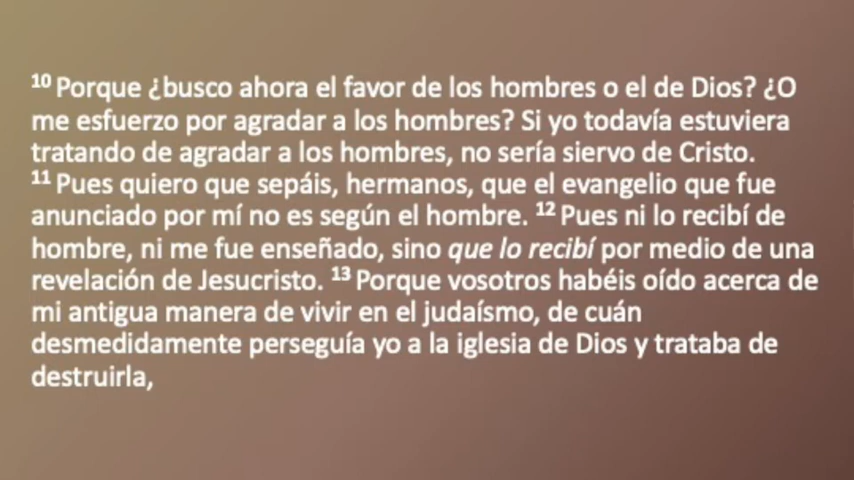 10 Porque ¿busco ahora el favor de los hombres o el de Dios? ¿O
me esfuerzo por agradar a los hombres? Si yo todavía estuviera
tratando de agradar a los hombres, no sería siervo de Cristo.
11 Pues quiero que sepáis, hermanos, que el evangelio que fue
anunciado por mí no es según el hombre. 12 Pues ni lo recibí de
hombre, ni me fue enseñado, sino que lo recibí por medio de una
revelación de Jesucristo. 13 Porque vosotros habéis oído acerca de
mi antigua manera de vivir en el judaísmo, de cuán
desmedidamente perseguía yo a la iglesia de Dios y trataba de
destruirla,